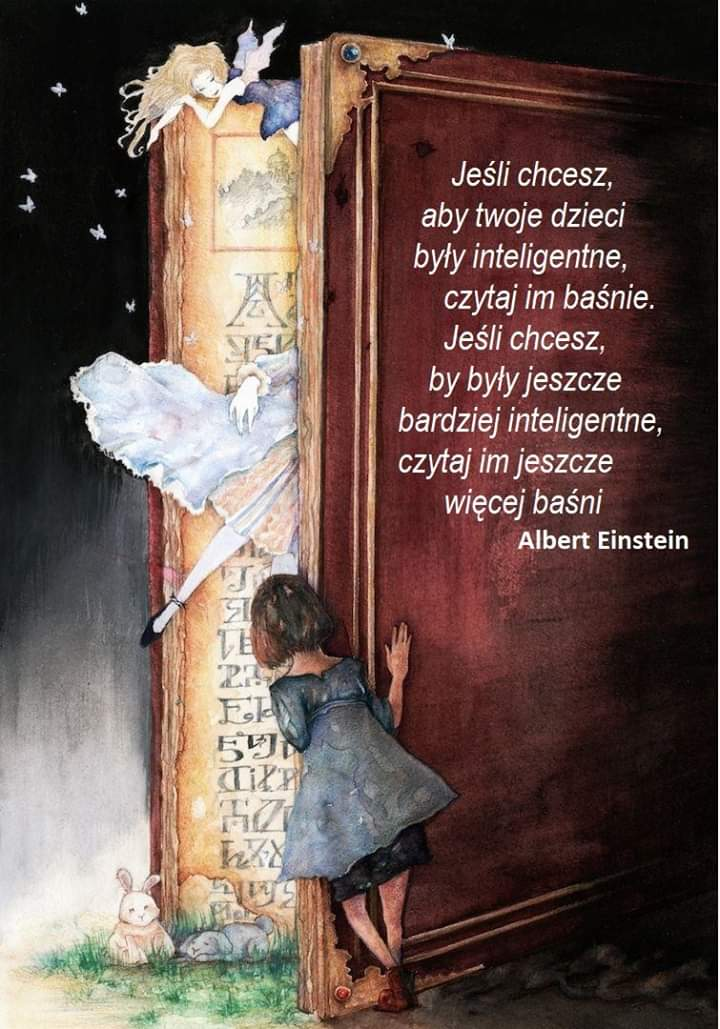 Jeśli chcesz,
aby twoje dzieci
były inteligentne,
czytaj im baśnie.
Jeśli chcesz,
by były jeszcze
bardziej inteligentne,
czytaj im jeszcze
więcej baśni
Albert Einstein